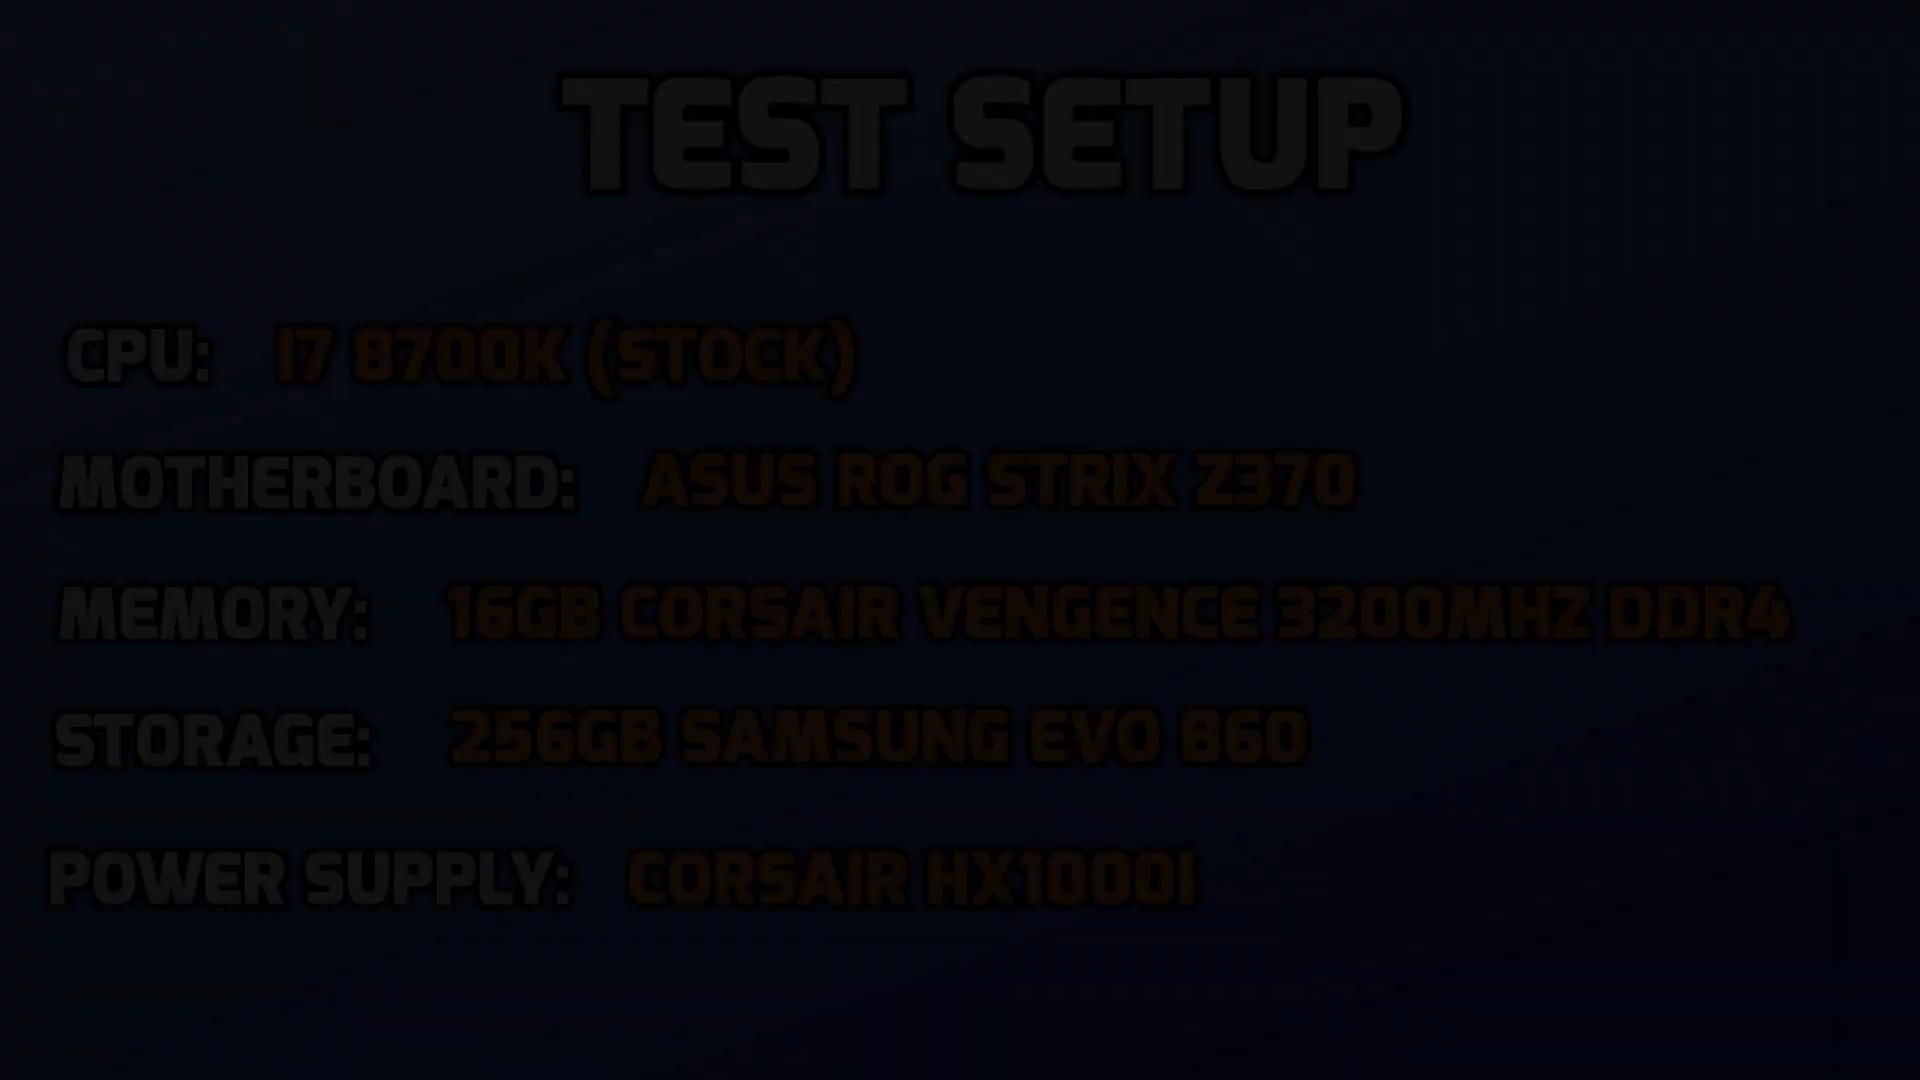 TEST SETUP
CPU: I7 8700K (STOCK)
MOTHERBOARD: ASUS ROG STRIX Z370
MEMORY: 16GB CORSAIR VENGENCE 3200MHZ DDR4
STORAGE: 256GB SAMSUNG EVO 860
POWER SUPPLY: CORSAIR HX1000I